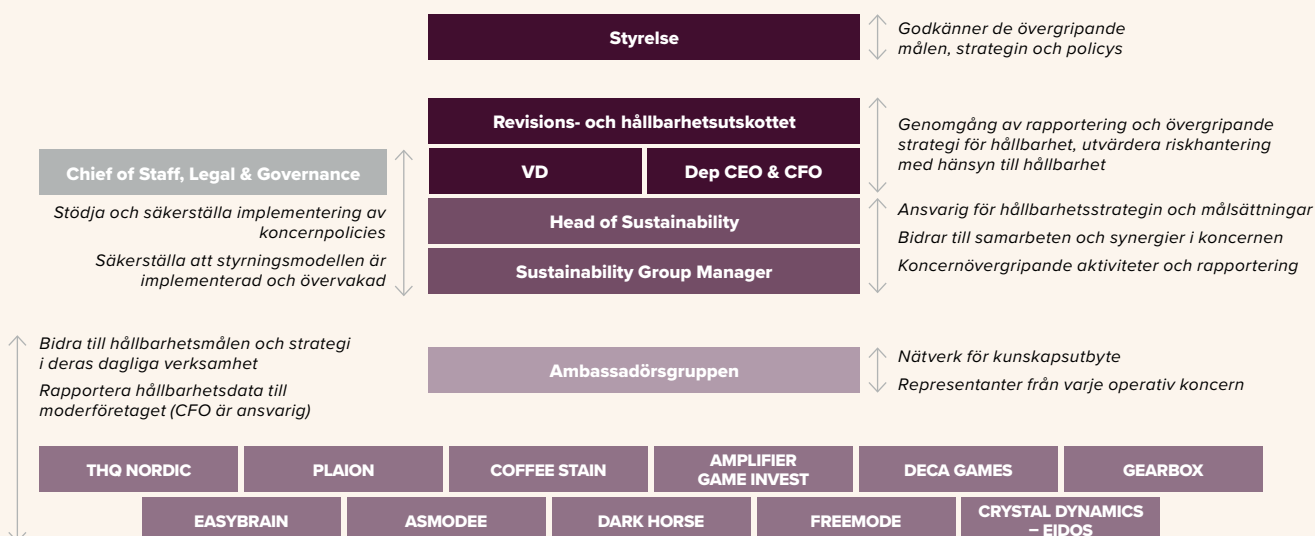 Styrelse
Godkänner de övergripande
målen, strategin och policys
Revisions- och hållbarhetsutskottet
Genomgång av rapportering och övergripande
strategi för hållbarhet, utvärdera riskhantering
med hänsyn till hållbarhet
VD
Dep CEO & CFO
Chief of Staff, Legal & Governance
Stödja och säkerställa implementering av
koncernpolicies
Säkerställa att styrningsmodellen är
implementerad och övervakad
Head of Sustainability
Sustainability Group Manager
Ansvarig för hållbarhetsstrategin och målsättningar
Bidrar till samarbeten och synergier i koncernen
Koncernövergripande aktiviteter och rapportering
Bidra till hållbarhetsmålen och strategi
i deras dagliga verksamhet
Rapportera hållbarhetsdata till
moderföretaget (CFO är ansvarig)
Ambassadörsgruppen
Nätverk för kunskapsutbyte
Representanter från varje operativ koncern
THQ NORDIC
PLAION
COFFEE STAIN
AMPLIFIER
GAME INVEST
DECA GAMES
GEARBOX
EASYBRAIN
ASMODEE
DARK HORSE
FREEMODE
CRYSTAL DYNAMICS
– EIDOS